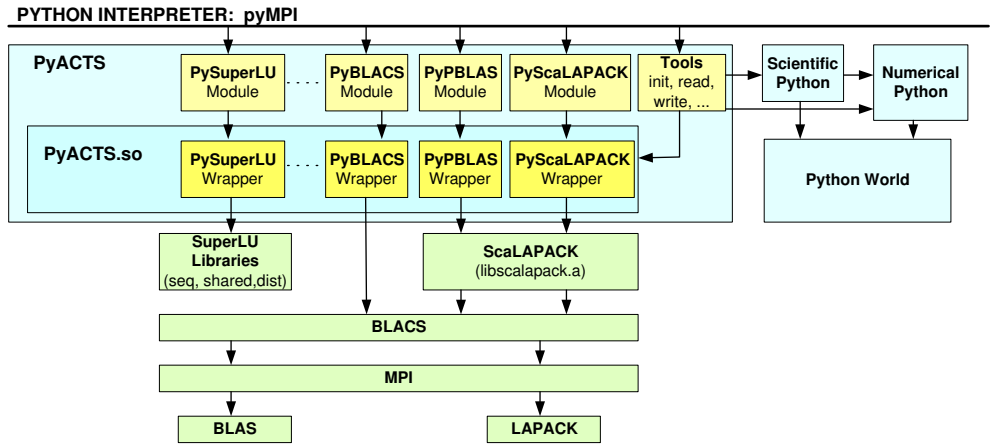 PYTHON INTERPRETER: pyMPI
PyACTS
PySuperLU
Module
. . . .
PyBLACS
Module
PyPBLAS
Module
PyScaLAPACK
Module
Tools
init, read,
write, ...
Scientific
Python
Numerical
Python
PyACTS.so
PySuperLU
Wrapper
. . . .
PyBLACS
Wrapper
PyPBLAS
Wrapper
PyScaLAPACK
Wrapper
Python World
SuperLU
Libraries
(seq, shared,dist)
ScaLAPACK
(libscalapack.a)
BLACS
MPI
BLAS
LAPACK